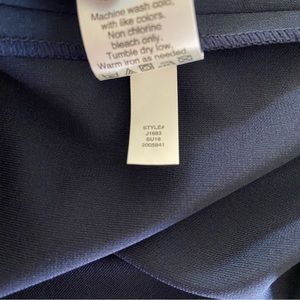 Machine wash cold,
with like colors.
Non chlorine
bleach only.
Tumble dry low.
Warm iron as needed.
STYLE#
J1683
SU18
2005841